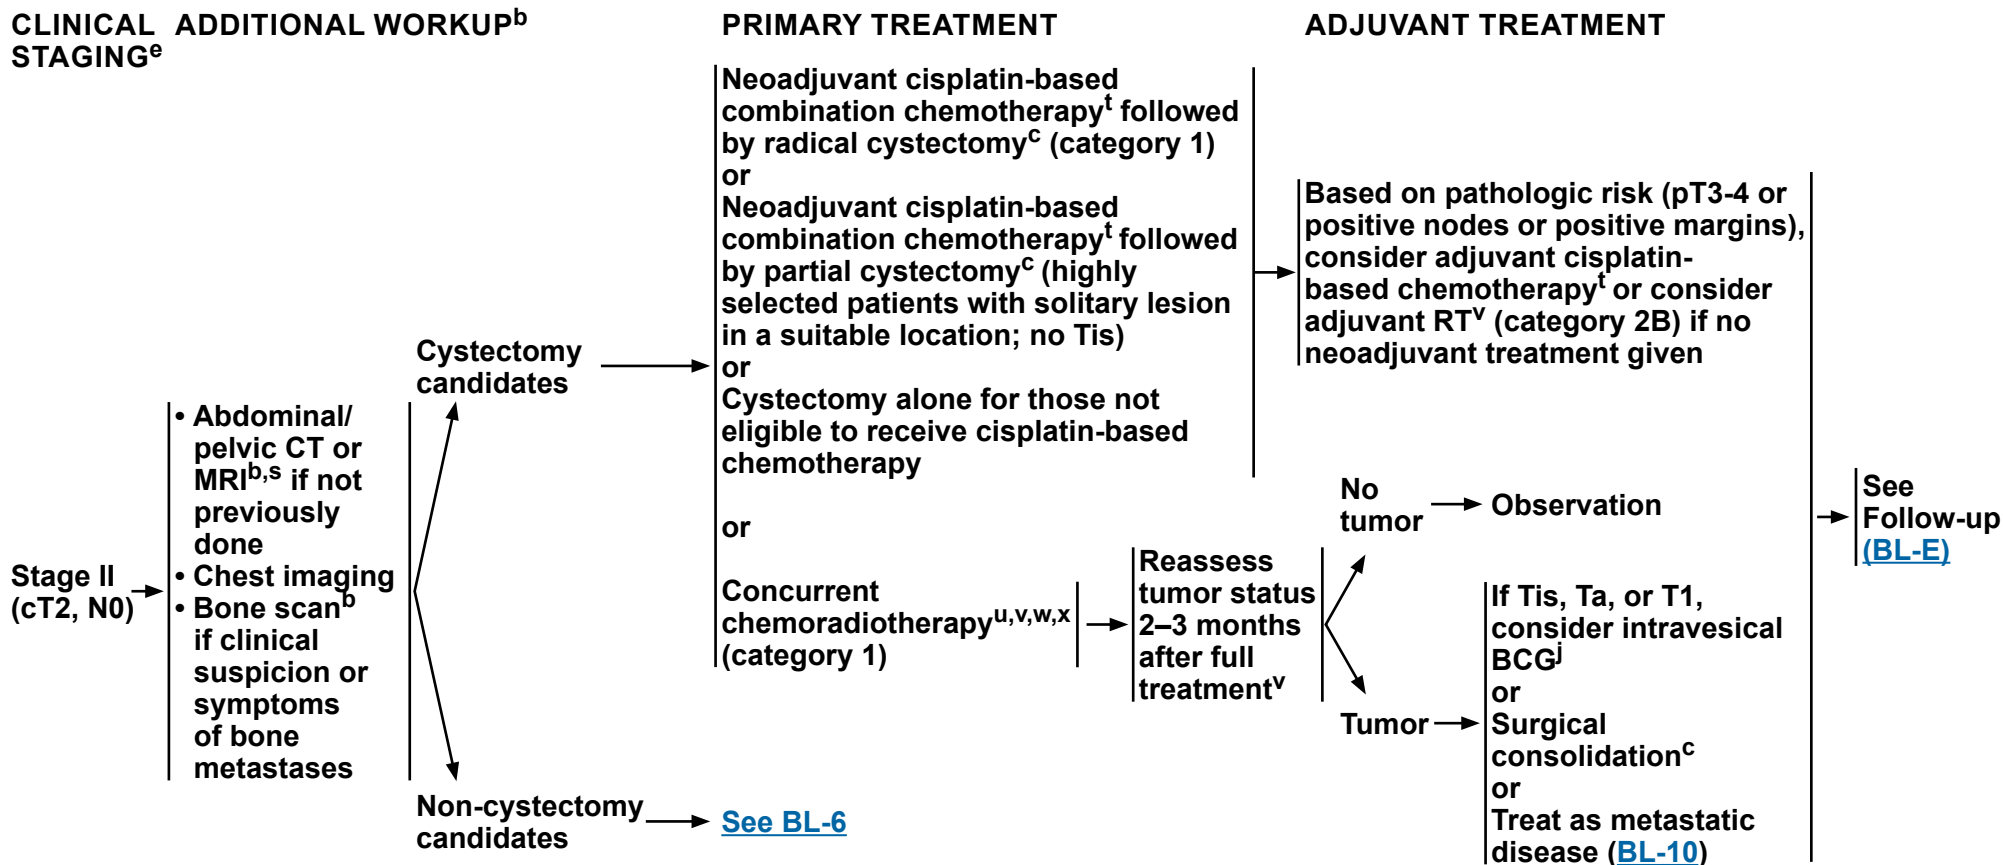 CLINICAL STAGINGᵉ
ADDITIONAL WORKUPᵇ
PRIMARY TREATMENT
ADJUVANT TREATMENT
Stage II
(cT2, N0)
• Abdominal/
pelvic CT or
MRIᵇ,ˢ if not
previously
done
• Chest imaging
• Bone scanᵇ
if clinical
suspicion or
symptoms
of bone
metastases
Cystectomy
candidates
Neoadjuvant cisplatin-based
combination chemotherapyᵗ followed
by radical cystectomyᶜ (category 1)
or
Neoadjuvant cisplatin-based
combination chemotherapyᵗ followed
by partial cystectomyᶜ (highly
selected patients with solitary lesion
in a suitable location; no Tis)
or
Cystectomy alone for those not
eligible to receive cisplatin-based
chemotherapy
or
Concurrent
chemoradiotherapyᵘ,ᵛ,ʷ,ˣ
(category 1)
Based on pathologic risk (pT3-4 or
positive nodes or positive margins),
consider adjuvant cisplatin-
based chemotherapyᵗ or consider
adjuvant RTᵛ (category 2B) if no
neoadjuvant treatment given
Reassess
tumor status
2–3 months
after full
treatmentᵛ
No
tumor
Observation
Tumor
If Tis, Ta, or T1,
consider intravesical
BCGʲ
or
Surgical
consolidationᶜ
or
Treat as metastatic
disease (BL-10)
See
Follow-up
(BL-E)
Non-cystectomy
candidates
See BL-6